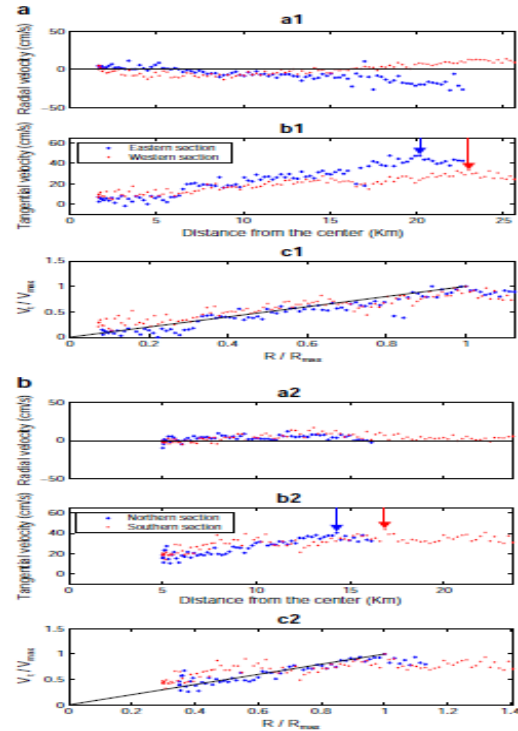 a
a1
Radial velocity (cm/s)
50
0
-50
b1
Tangential velocity (cm/s)
60
40
20
0
Eastern section
Western section
0 5 10 15 20 25
Distance from the center (Km)
c1
Vt / Vmax
1.5
1
0.5
0
0 0.2 0.4 0.6 0.8 1
R / Rmax
b
a2
Radial velocity (cm/s)
50
0
-50
b2
Tangential velocity (cm/s)
60
40
20
0
Northern section
Southern section
0 5 10 15 20
Distance from the center (Km)
c2
Vt / Vmax
1.5
1
0.5
0
0 0.2 0.4 0.6 0.8 1 1.2 1.4
R / Rmax